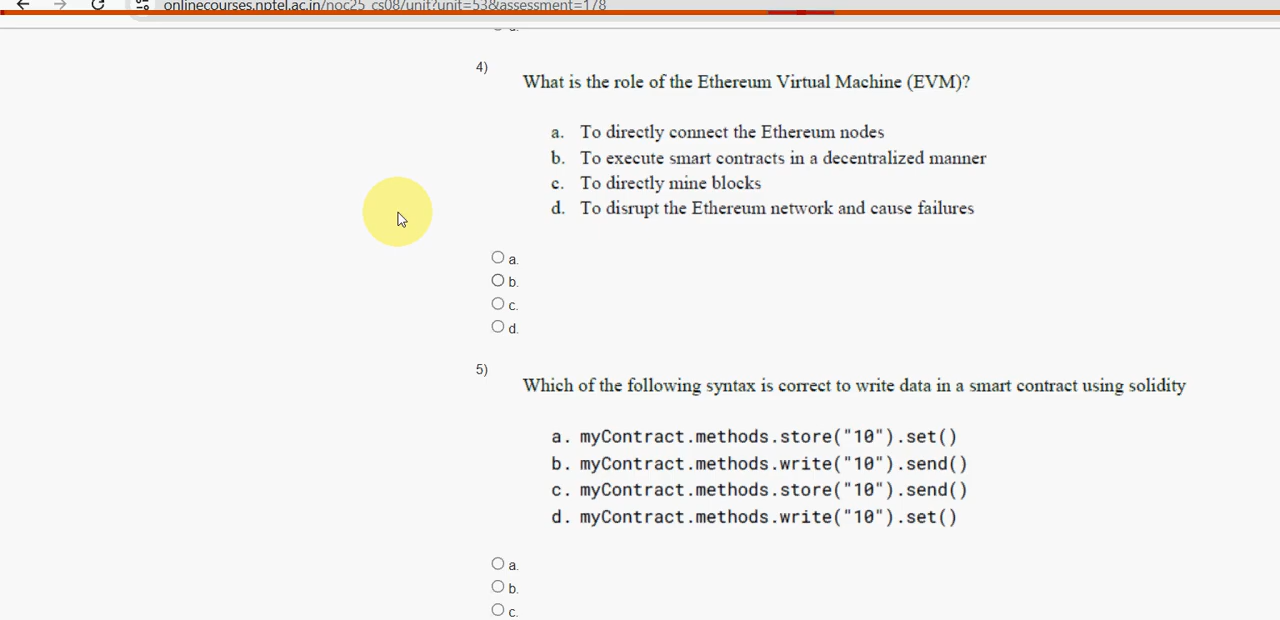 onlinecourses.nptel.ac.in/noc25_cs08/unit?unit=53&assessment=178
4)
What is the role of the Ethereum Virtual Machine (EVM)?
a. To directly connect the Ethereum nodes
b. To execute smart contracts in a decentralized manner
c. To directly mine blocks
d. To disrupt the Ethereum network and cause failures
a.
b.
c.
d.
5)
Which of the following syntax is correct to write data in a smart contract using solidity
a. myContract.methods.store("10").set()
b. myContract.methods.write("10").send()
c. myContract.methods.store("10").send()
d. myContract.methods.write("10").set()
a.
b.
c.